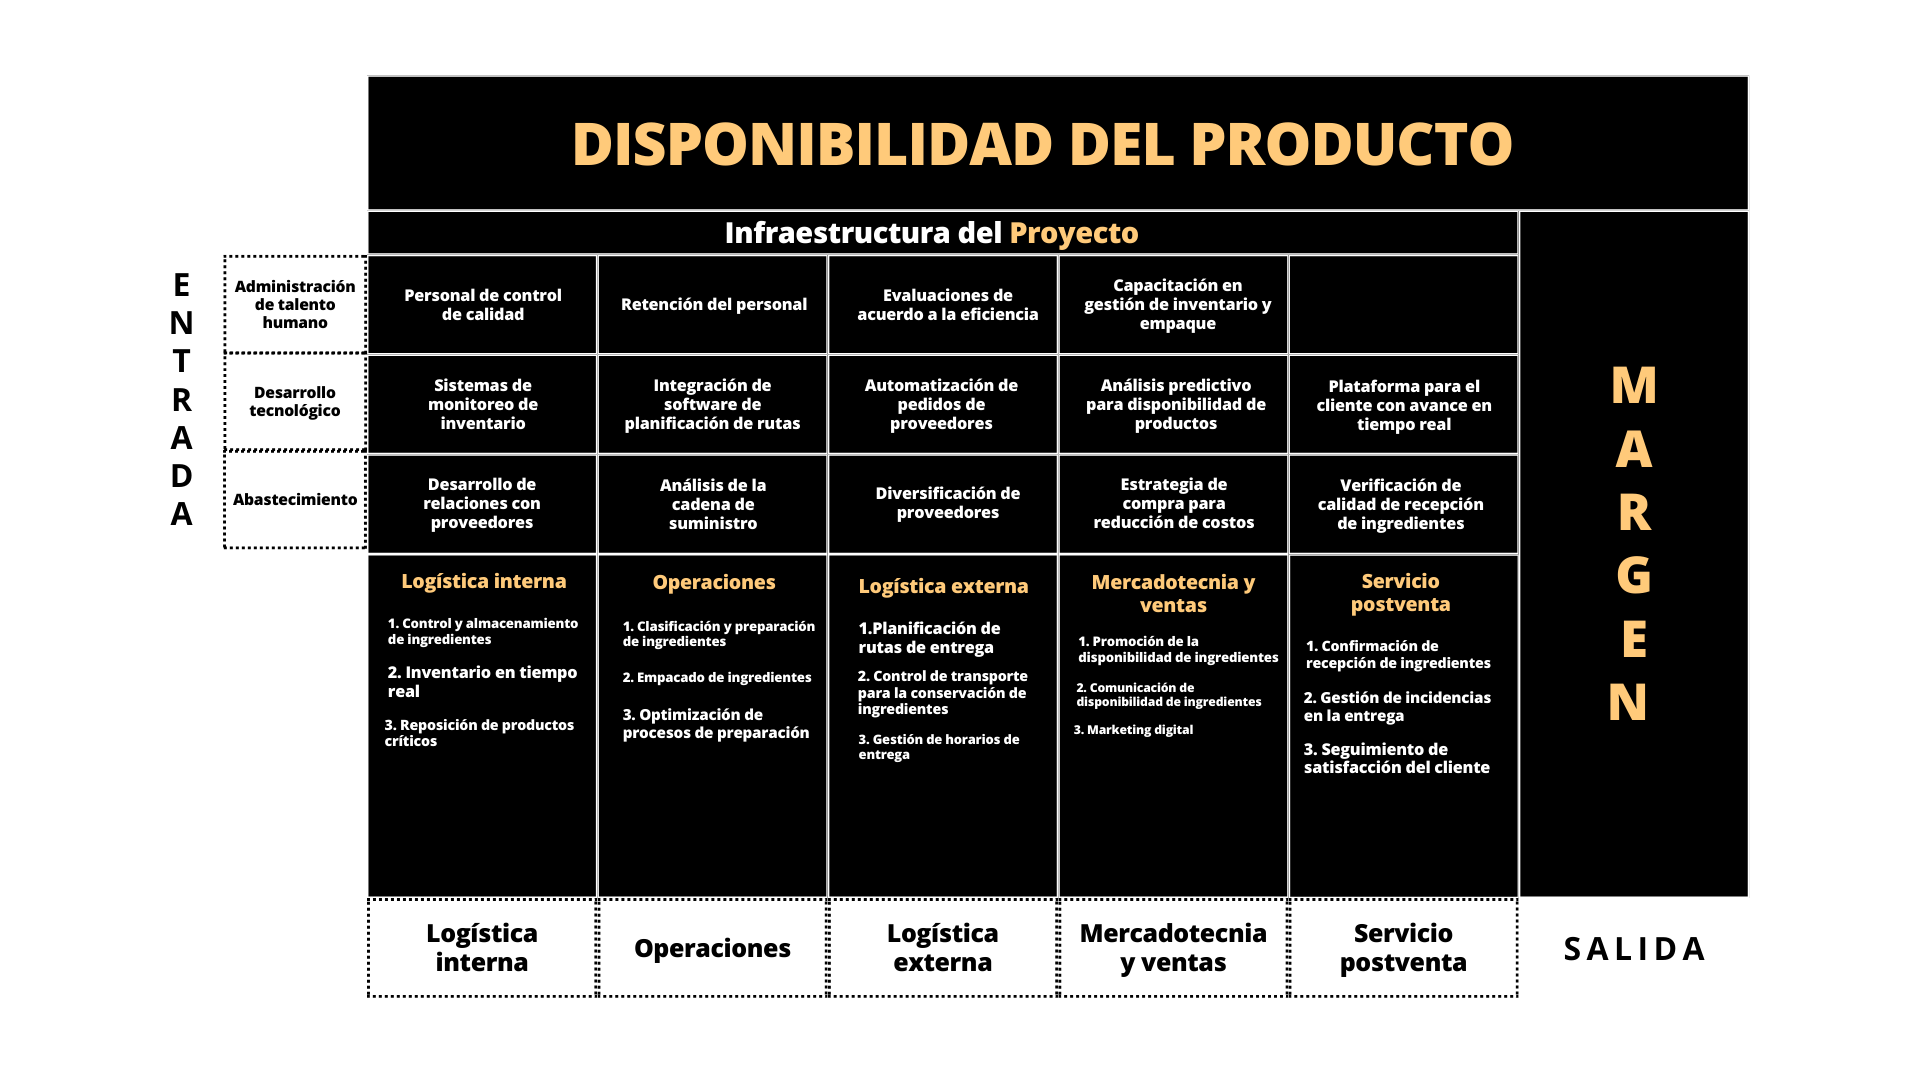 DISPONIBILIDAD DEL PRODUCTO
Infraestructura del Proyecto
E
N
T
R
A
D
A
Administración
de talento
humano
Personal de control
de calidad
Retención del personal
Evaluaciones de
acuerdo a la eficiencia
Capacitación en
gestión de inventario y
empaque
Desarrollo
tecnológico
Sistemas de
monitoreo de
inventario
Integración de
software de
planificación de rutas
Automatización de
pedidos de
proveedores
Análisis predictivo
para disponibilidad de
productos
Plataforma para el
cliente con avance en
tiempo real
Abastecimiento
Desarrollo de
relaciones con
proveedores
Análisis de la
cadena de
suministro
Diversificación de
proveedores
Estrategia de
compra para
reducción de costos
Verificación de
calidad de recepción
de ingredientes
Logística interna
1. Control y almacenamiento
de ingredientes
2. Inventario en tiempo
real
3. Reposición de productos
críticos
Operaciones
1. Clasificación y preparación
de ingredientes
2. Empacado de ingredientes
3. Optimización de
procesos de preparación
Logística externa
1.Planificación de
rutas de entrega
2. Control de transporte
para la conservación de
ingredientes
3. Gestión de horarios de
entrega
Mercadotecnia y
ventas
1. Promoción de la
disponibilidad de ingredientes
2. Comunicación de
disponibilidad de ingredientes
3. Marketing digital
Servicio
postventa
1. Confirmación de
recepción de ingredientes
2. Gestión de incidencias
en la entrega
3. Seguimiento de
satisfacción del cliente
M
A
R
G
E
N
Logística
interna
Operaciones
Logística
externa
Mercadotecnia
y ventas
Servicio
postventa
SALIDA